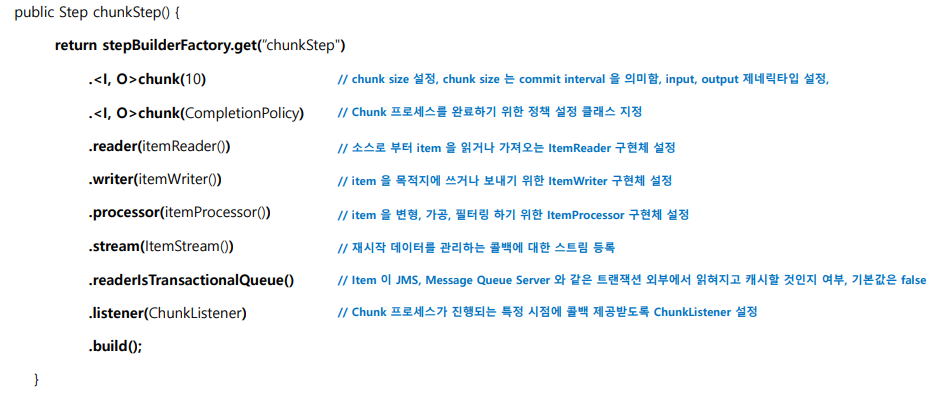 public Step chunkStep() {
return stepBuilderFactory.get("chunkStep")
.<I, O>chunk(10) // chunk size 설정, chunk size 는 commit interval 을 의미함, input, output 제네릭타입 설정,
.<I, O>chunk(CompletionPolicy) // Chunk 프로세스를 완료하기 위한 정책 설정 클래스 지정
.reader(itemReader()) // 소스로 부터 item 을 읽거나 가져오는 ItemReader 구현체 설정
.writer(itemWriter()) // item 을 목적지에 쓰거나 보내기 위한 ItemWriter 구현체 설정
.processor(itemProcessor()) // item 을 변형, 가공, 필터링 하기 위한 ItemProcessor 구현체 설정
.stream(ItemStream()) // 재시작 데이터를 관리하는 콜백에 대한 스트림 등록
.readerIsTransactionalQueue() // Item 이 JMS, Message Queue Server 와 같은 트랜잭션 외부에서 읽혀지고 캐시할 것인지 여부, 기본값은 false
.listener(ChunkListener) // Chunk 프로세스가 진행되는 특정 시점에 콜백 제공받도록 ChunkListener 설정
.build();
}